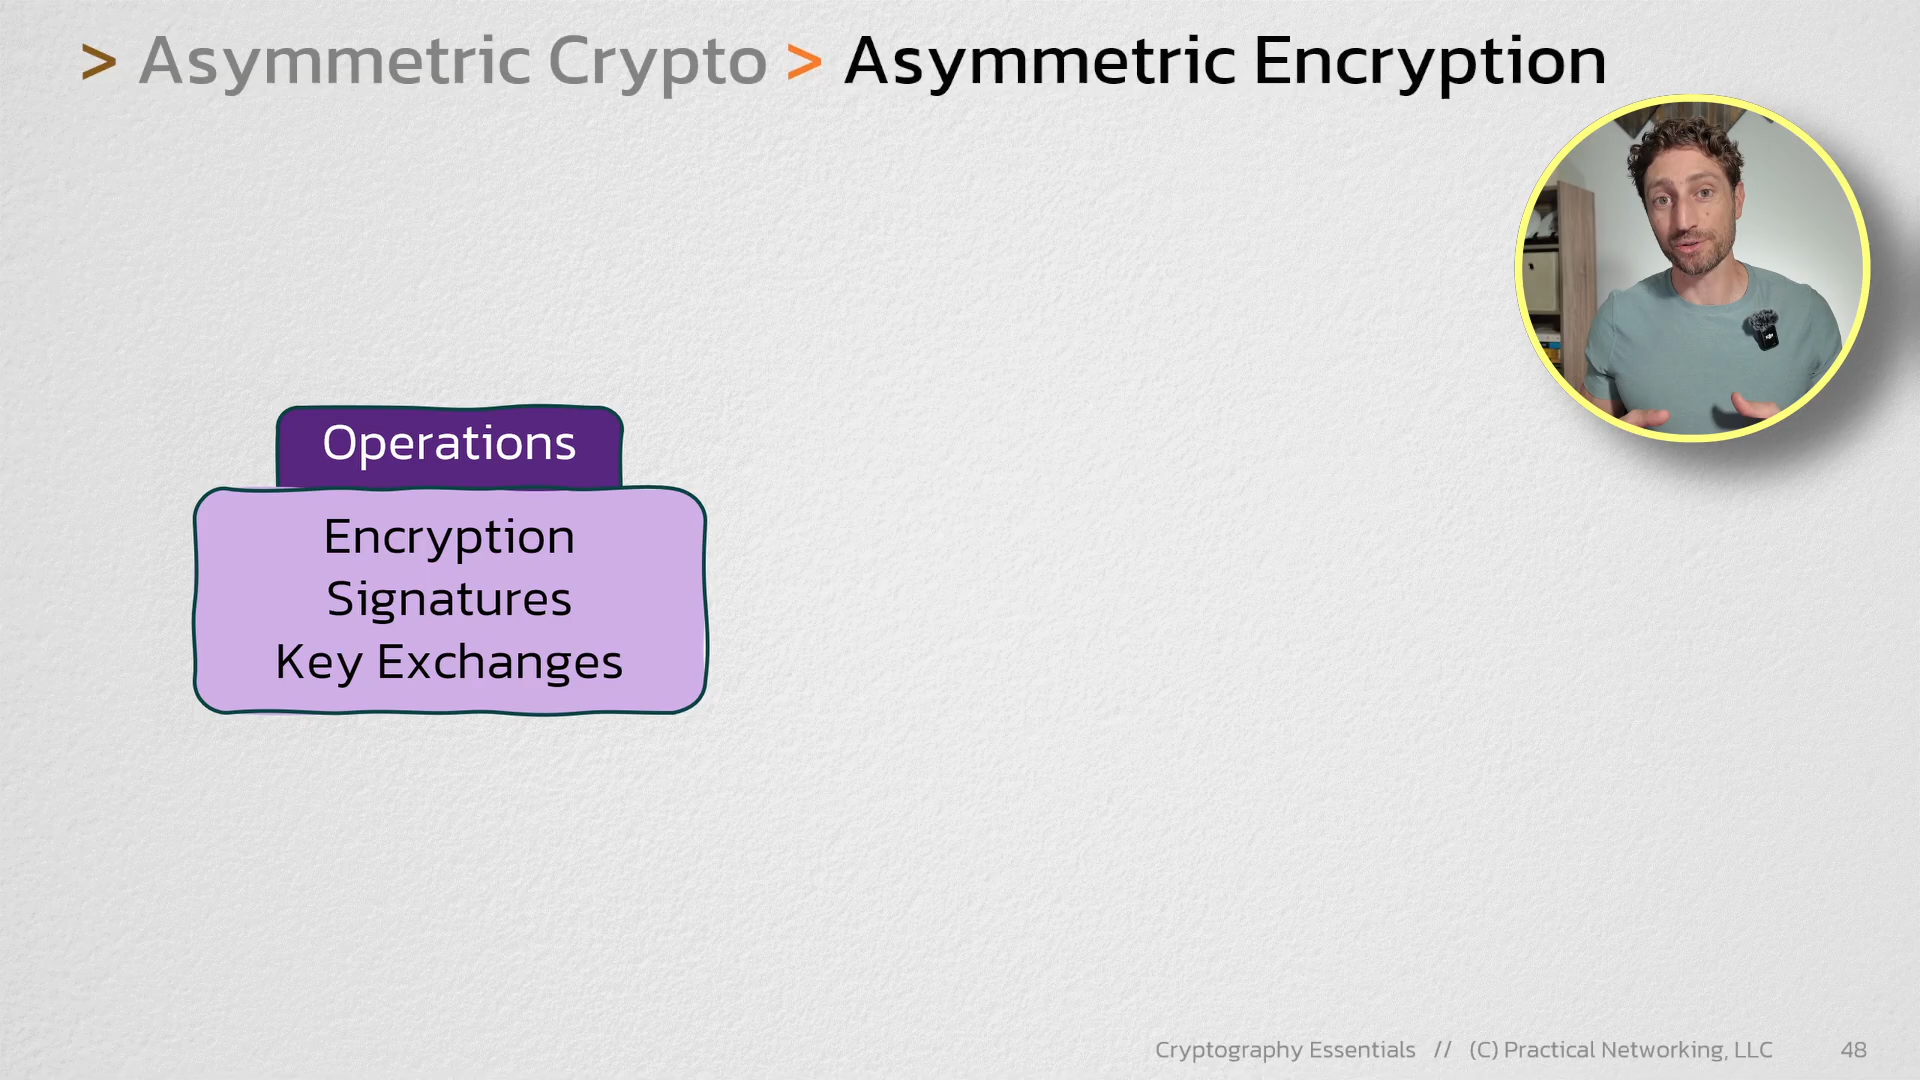 > Asymmetric Crypto > Asymmetric Encryption
Operations
Encryption
Signatures
Key Exchanges
Cryptography Essentials // (C) Practical Networking, LLC 48